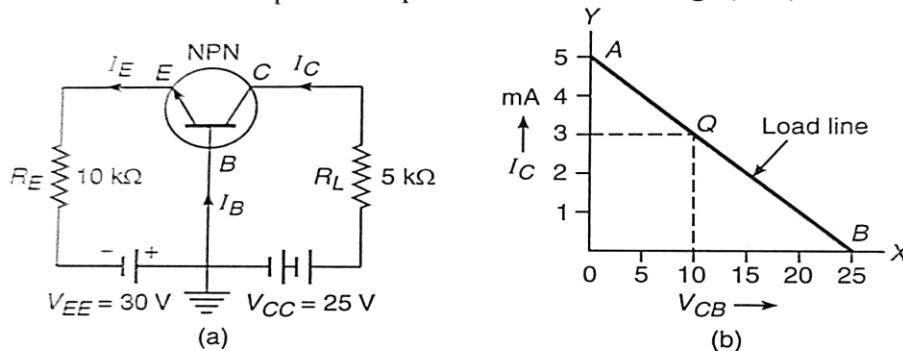 NPN
I_E E C I_C
B
R_E 10 kΩ
R_L 5 kΩ
I_B
− +
V_EE = 30 V V_CC = 25 V
(a)
Y
5 A
mA 4
3 Q Load line
I_C 2
1
B X
0 5 10 15 20 25
V_CB
(b)